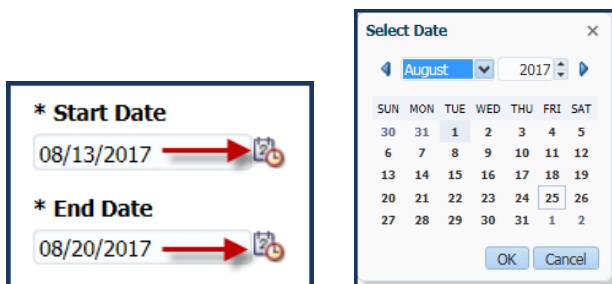 * Start Date
08/13/2017
* End Date
08/20/2017
Select Date
August 2017
SUN MON TUE WED THU FRI SAT
30 31 1 2 3 4 5
6 7 8 9 10 11 12
13 14 15 16 17 18 19
20 21 22 23 24 25 26
27 28 29 30 31 1 2
OK Cancel